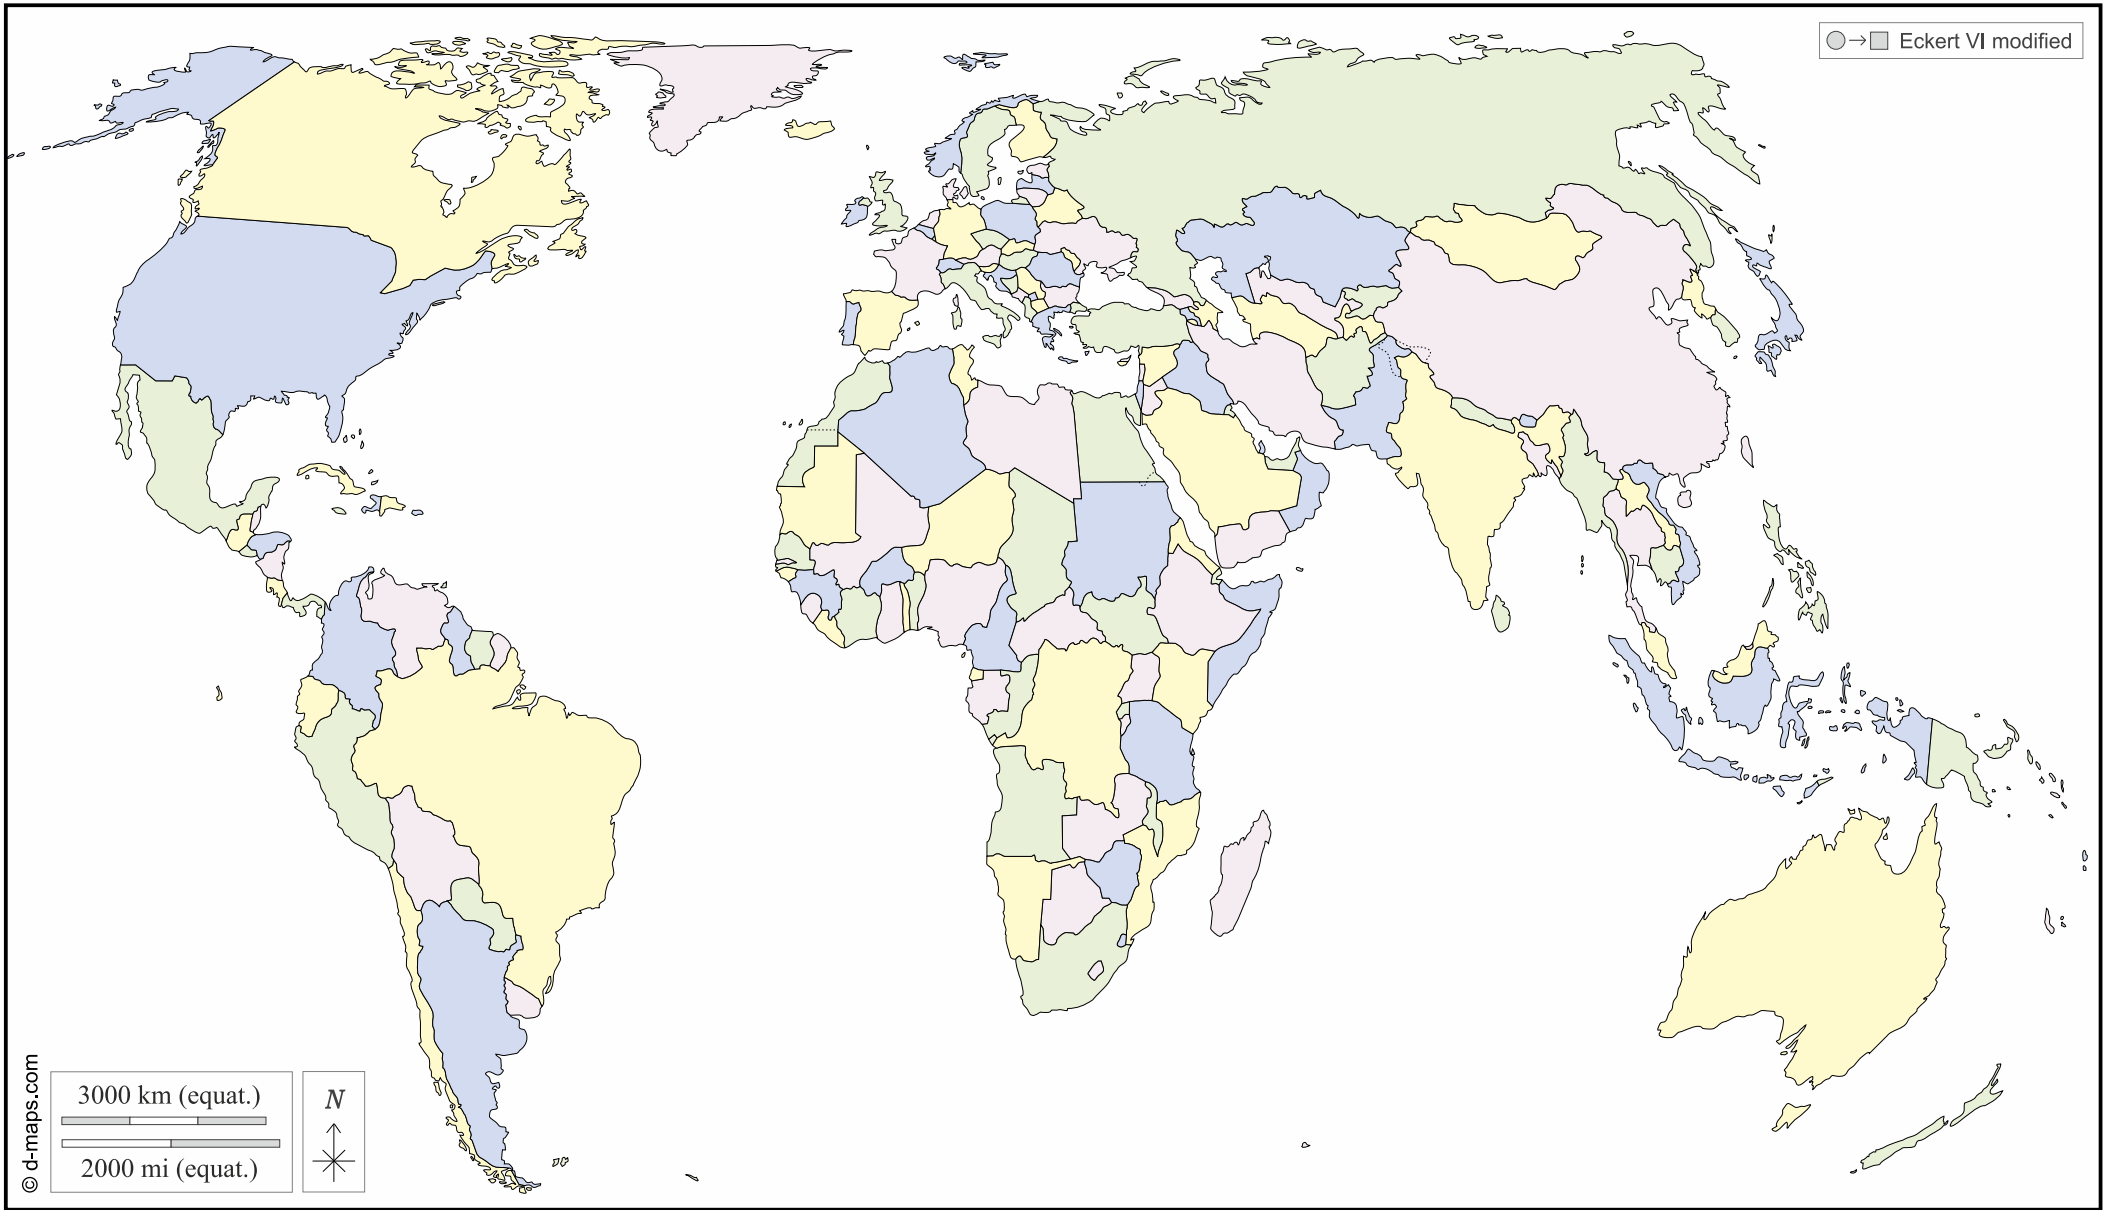 → Eckert VI modified
© d-maps.com
3000 km (equat.)
2000 mi (equat.)
N